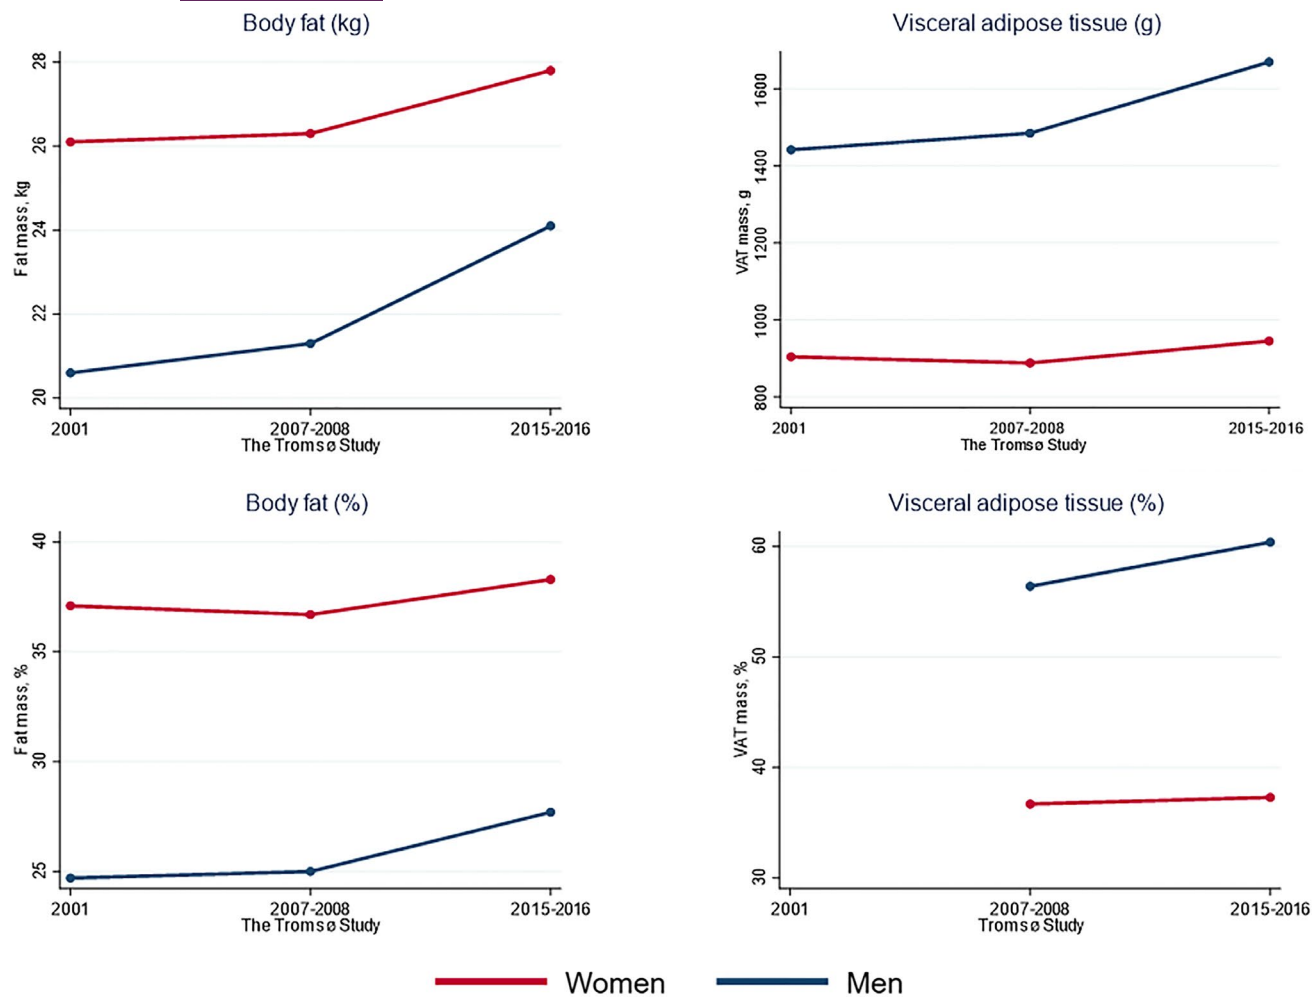 Body fat (kg)
Fat mass, kg
28
26
24
22
20
2001 2007-2008 2015-2016
The Tromsø Study
Visceral adipose tissue (g)
VAT mass, g
1600
1400
1200
1000
800
2001 2007-2008 2015-2016
The Tromsø Study
Body fat (%)
Fat mass, %
40
35
30
25
2001 2007-2008 2015-2016
The Tromsø Study
Visceral adipose tissue (%)
VAT mass, %
60
50
40
30
2001 2007-2008 2015-2016
Tromsø Study
Women Men